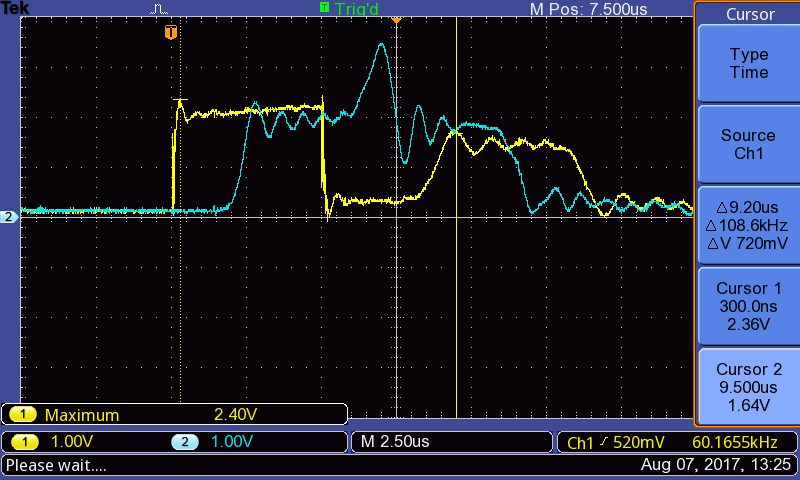 Tek
T Trig'd
M Pos: 7.500us
Cursor
T
Type
Time
Source
Ch1
△9.20us
△108.6kHz
△V 720mV
2
Cursor 1
300.0ns
2.36V
Cursor 2
9.500us
1.64V
1 Maximum 2.40V
1 1.00V 2 1.00V M 2.50us Ch1 520mV 60.1655kHz
Please wait.... Aug 07, 2017, 13:25